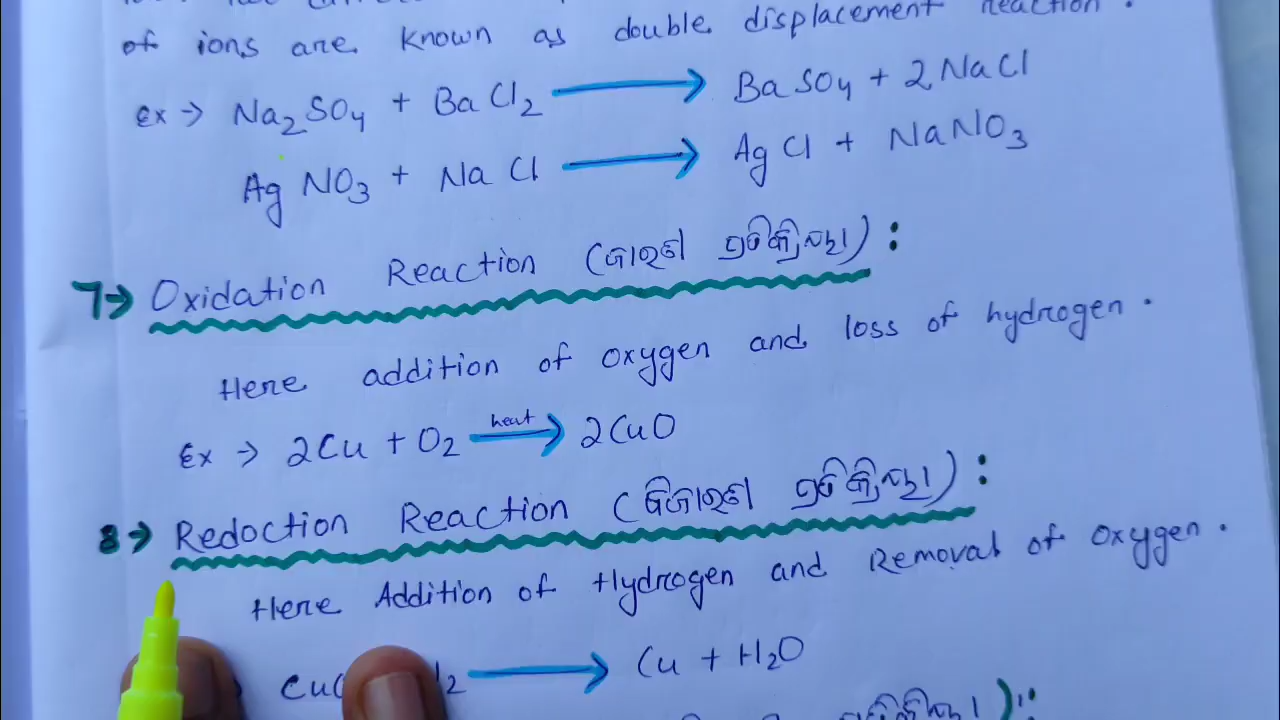 of ions are known as double displacement reaction.
Ex → Na₂SO₄ + BaCl₂ → BaSO₄ + 2NaCl
AgNO₃ + NaCl → AgCl + NaNO₃
7→ Oxidation Reaction (ଜାରଣ ପ୍ରତିକ୍ରିୟା) :
Here addition of oxygen and loss of hydrogen.
Ex → 2Cu + O₂ heat → 2CuO
8→ Redoction Reaction (ବିଜାରଣ ପ୍ରତିକ୍ରିୟା) :
Here Addition of Hydrogen and Removal of oxygen.
→ Cu + H₂O